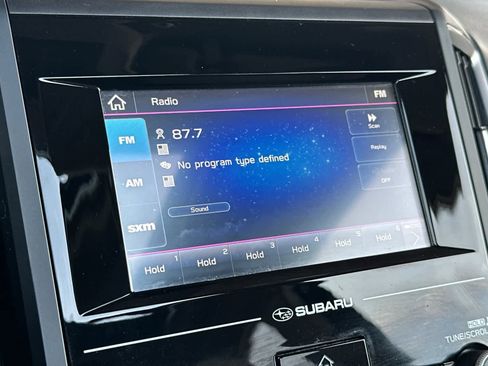 Radio FM
FM 87.7 Scan
No program type defined Replay
AM OFF
sxm Sound
1 2 3 4 5 6
Hold Hold Hold Hold Hold Hold
SUBARU
HOLD
TUNE/SCROLL